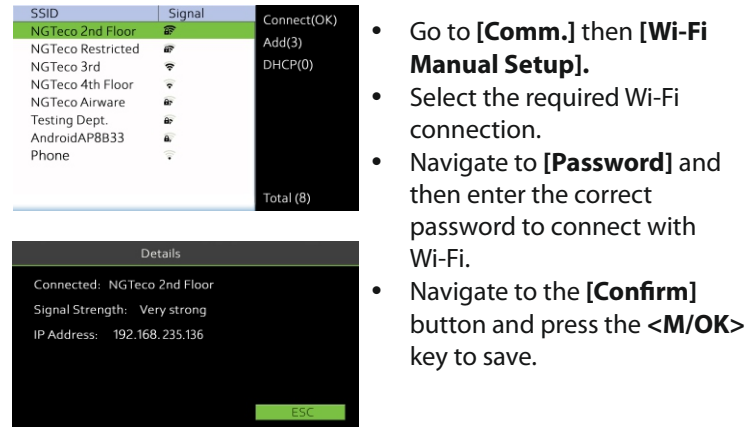 SSID Signal
NGTeco 2nd Floor
NGTeco Restricted
NGTeco 3rd
NGTeco 4th Floor
NGTeco Airware
Testing Dept.
AndroidAP8B33
Phone
Connect(OK)
Add(3)
DHCP(0)
Total (8)
Details
Connected: NGTeco 2nd Floor
Signal Strength: Very strong
IP Address: 192.168.235.136
ESC
• Go to [Comm.] then [Wi-Fi
Manual Setup].
• Select the required Wi-Fi
connection.
• Navigate to [Password] and
then enter the correct
password to connect with
Wi-Fi.
• Navigate to the [Confirm]
button and press the <M/OK>
key to save.